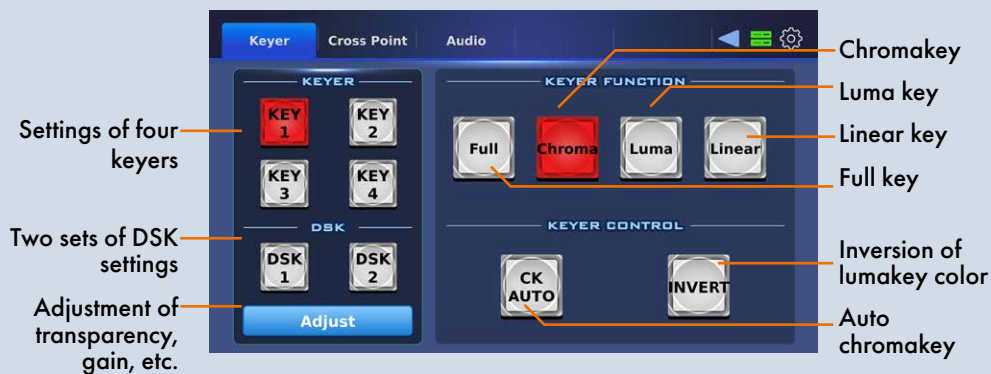 Keyer
Cross Point
Audio
KEYER
KEY 1
KEY 2
KEY 3
KEY 4
DSK
DSK 1
DSK 2
Adjust
KEYER FUNCTION
Full
Chroma
Luma
Linear
KEYER CONTROL
CK AUTO
INVERT
Settings of four
keyers
Two sets of DSK
settings
Adjustment of
transparency,
gain, etc.
Chromakey
Luma key
Linear key
Full key
Inversion of
lumakey color
Auto
chromakey